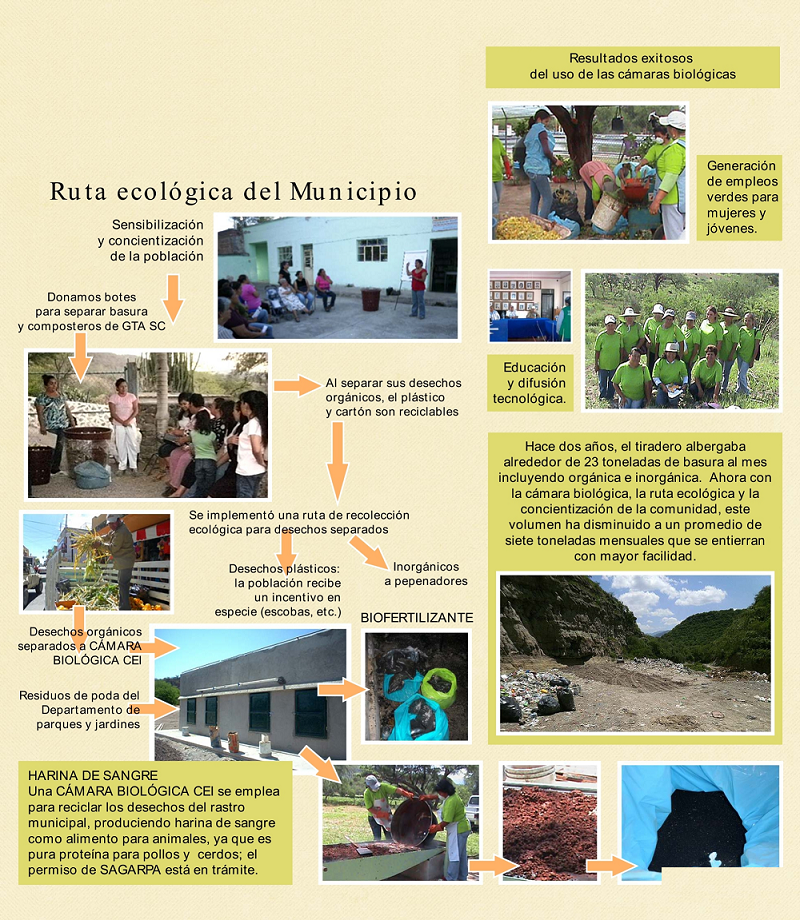 Ruta ecológica del Municipio
Sensibilización
y concientización
de la población
Donamos botes
para separar basura
y composteros de GTA SC
Al separar sus desechos
orgánicos, el plástico
y cartón son reciclables
Se implementó una ruta de recolección
ecológica para desechos separados
Desechos plásticos:
la población recibe
un incentivo en
especie (escobas, etc.)
Inorgánicos
a pepenadores
Desechos orgánicos
separados a CÁMARA
BIOLÓGICA CEI
BIOFERTILIZANTE
Residuos de poda del
Departamento de
parques y jardines
HARINA DE SANGRE
Una CÁMARA BIOLÓGICA CEI se emplea
para reciclar los desechos del rastro
municipal, produciendo harina de sangre
como alimento para animales, ya que es
pura proteína para pollos y cerdos; el
permiso de SAGARPA está en trámite.
Resultados exitosos
del uso de las cámaras biológicas
Generación
de empleos
verdes para
mujeres y
jóvenes.
Educación
y difusión
tecnológica.
Hace dos años, el tiradero albergaba
alrededor de 23 toneladas de basura al mes
incluyendo orgánica e inorgánica. Ahora con
la cámara biológica, la ruta ecológica y la
concientización de la comunidad, este
volumen ha disminuido a un promedio de
siete toneladas mensuales que se entierran
con mayor facilidad.